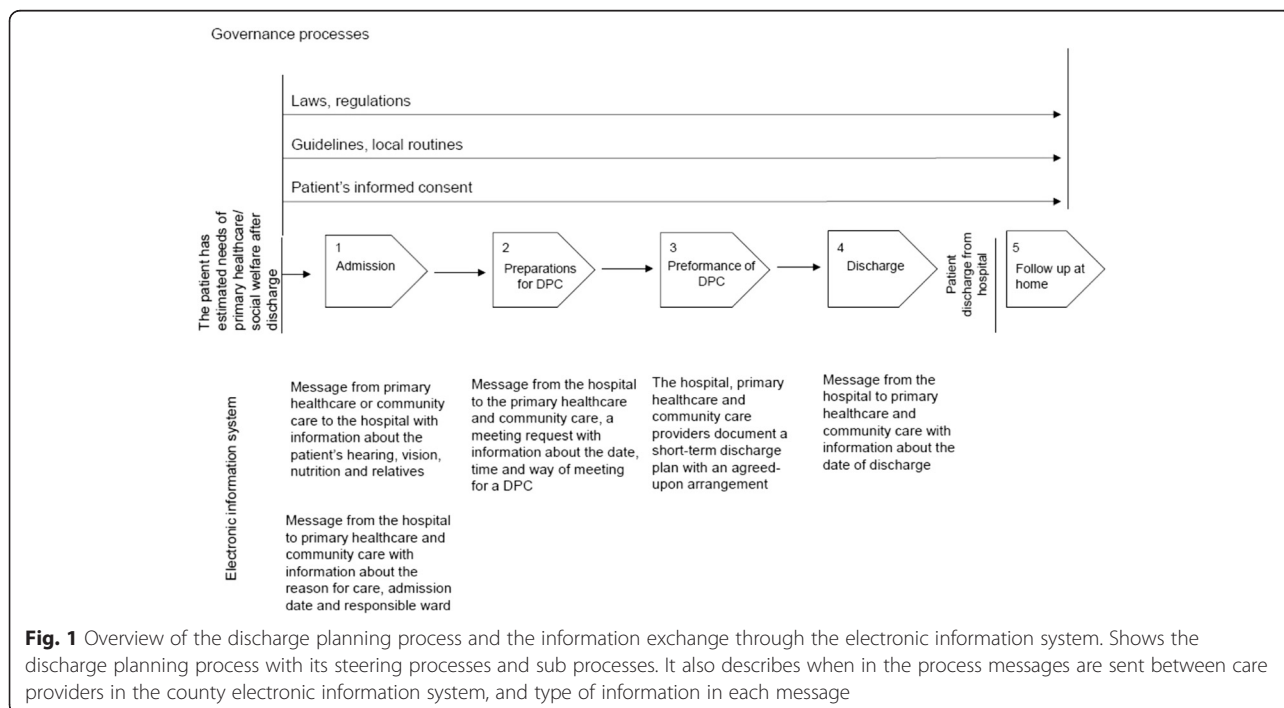 Governance processes
Laws, regulations
Guidelines, local routines
Patient's informed consent
The patient has
estimated needs of
primary healthcare/
social welfare after
discharge
1
Admission
2
Preparations
for DPC
3
Preformance of
DPC
4
Discharge
Patient
discharge from
hospital
5
Follow up at
home
Electronic information system
Message from primary
healthcare or community
care to the hospital with
information about the
patient's hearing, vision,
nutrition and relatives
Message from the hospital
to primary healthcare and
community care with
information about the
reason for care, admission
date and responsible ward
Message from the hospital
to the primary healthcare
and community care, a
meeting request with
information about the date,
time and way of meeting
for a DPC
The hospital, primary
healthcare and
community care
providers document a
short-term discharge
plan with an agreed-
upon arrangement
Message from the
hospital to primary
healthcare and
community care with
information about the
date of discharge
Fig. 1 Overview of the discharge planning process and the information exchange through the electronic information system. Shows the
discharge planning process with its steering processes and sub processes. It also describes when in the process messages are sent between care
providers in the county electronic information system, and type of information in each message